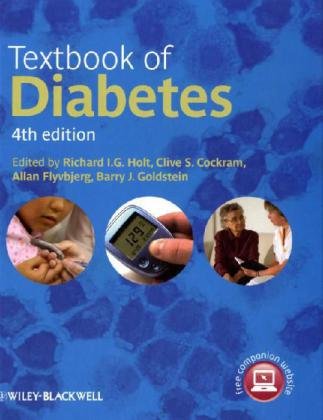 Textbook of
Diabetes
4th edition
Edited by Richard I.G. Holt, Clive S. Cockram,
Allan Flyvbjerg, Barry J. Goldstein
129
free companion website
WILEY-BLACKWELL